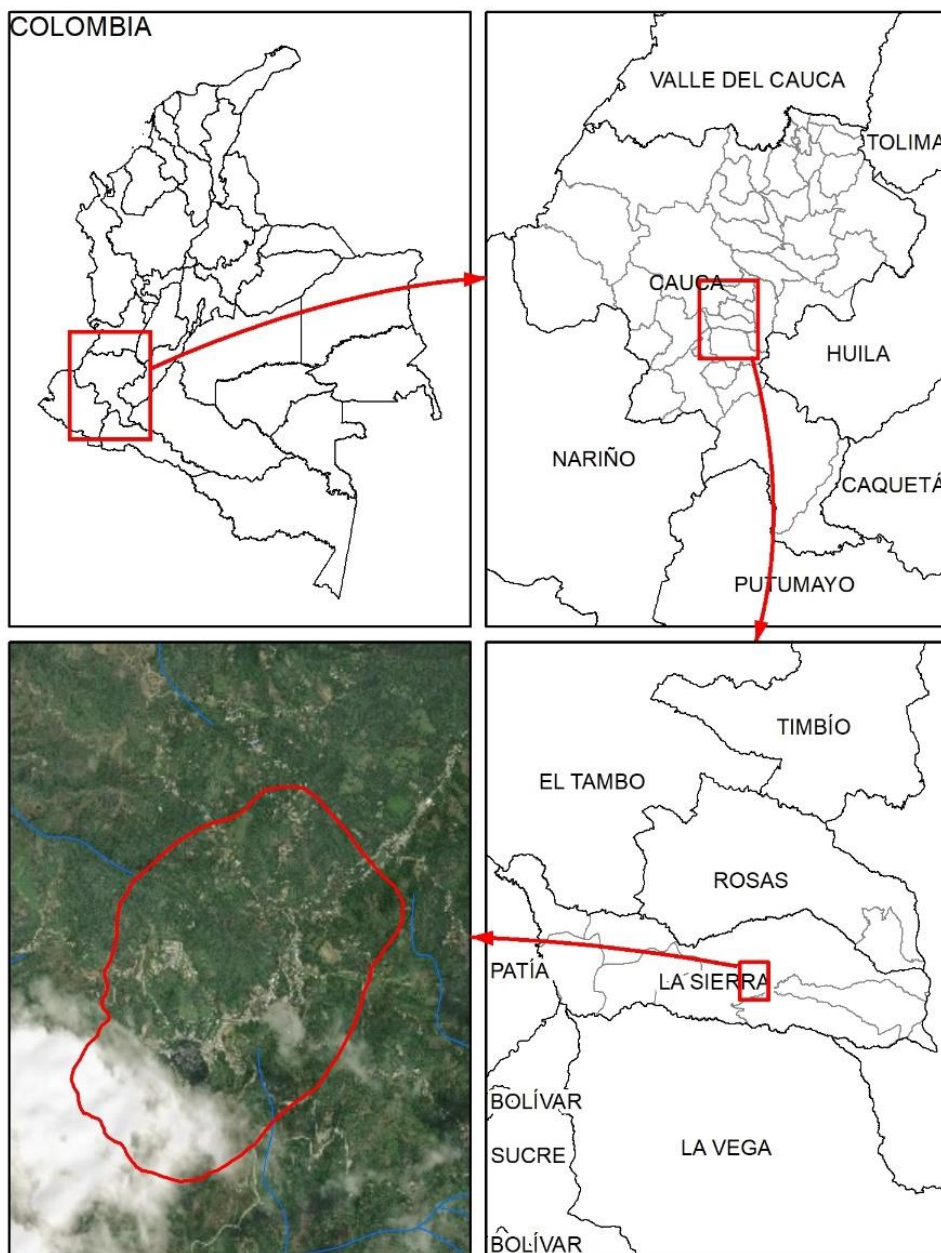 COLOMBIA
VALLE DEL CAUCA
TOLIMA
CAUCA
HUILA
NARIÑO
CAQUETÁ
PUTUMAYO
TIMBÍO
EL TAMBO
ROSAS
PATÍA
LA SIERRA
BOLÍVAR
LA VEGA
SUCRE
BOLÍVAR